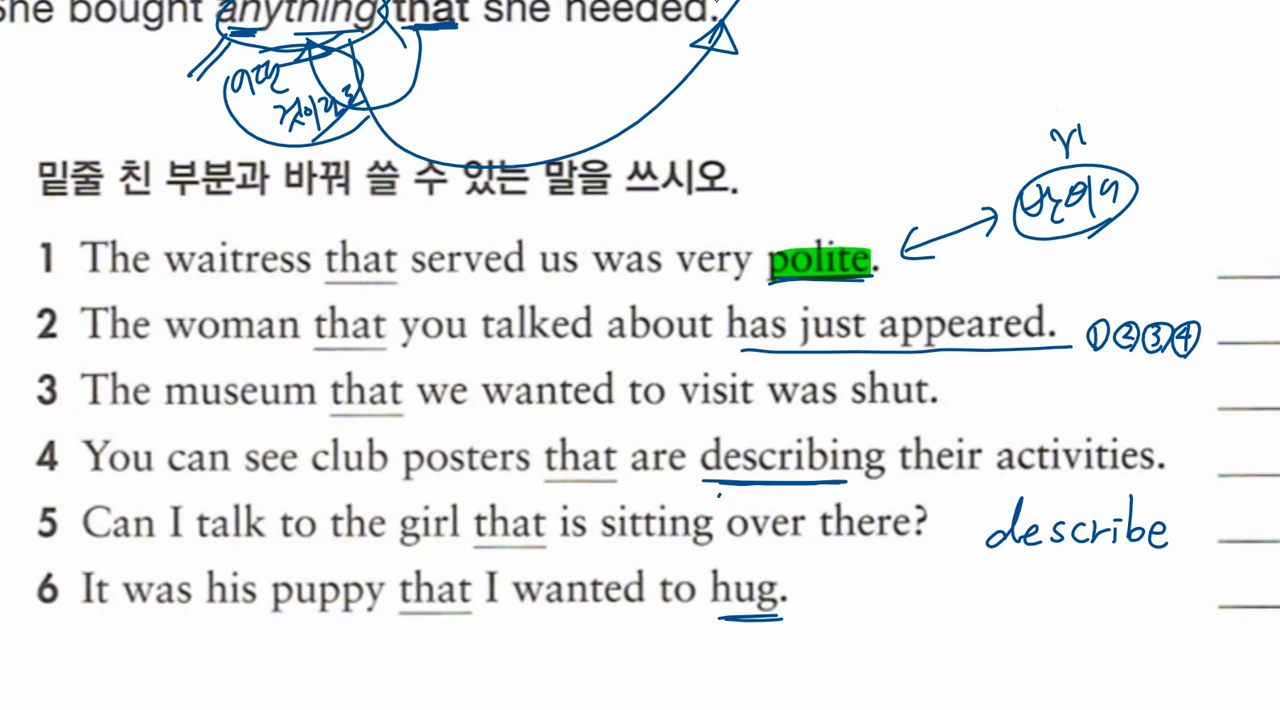 She bought anything that she needed.
어떤
것이라도
밑줄 친 부분과 바꿔 쓸 수 있는 말을 쓰시오.
반의어
1 The waitress that served us was very polite.
2 The woman that you talked about has just appeared. ①②③④
3 The museum that we wanted to visit was shut.
4 You can see club posters that are describing their activities.
5 Can I talk to the girl that is sitting over there? describe
6 It was his puppy that I wanted to hug.